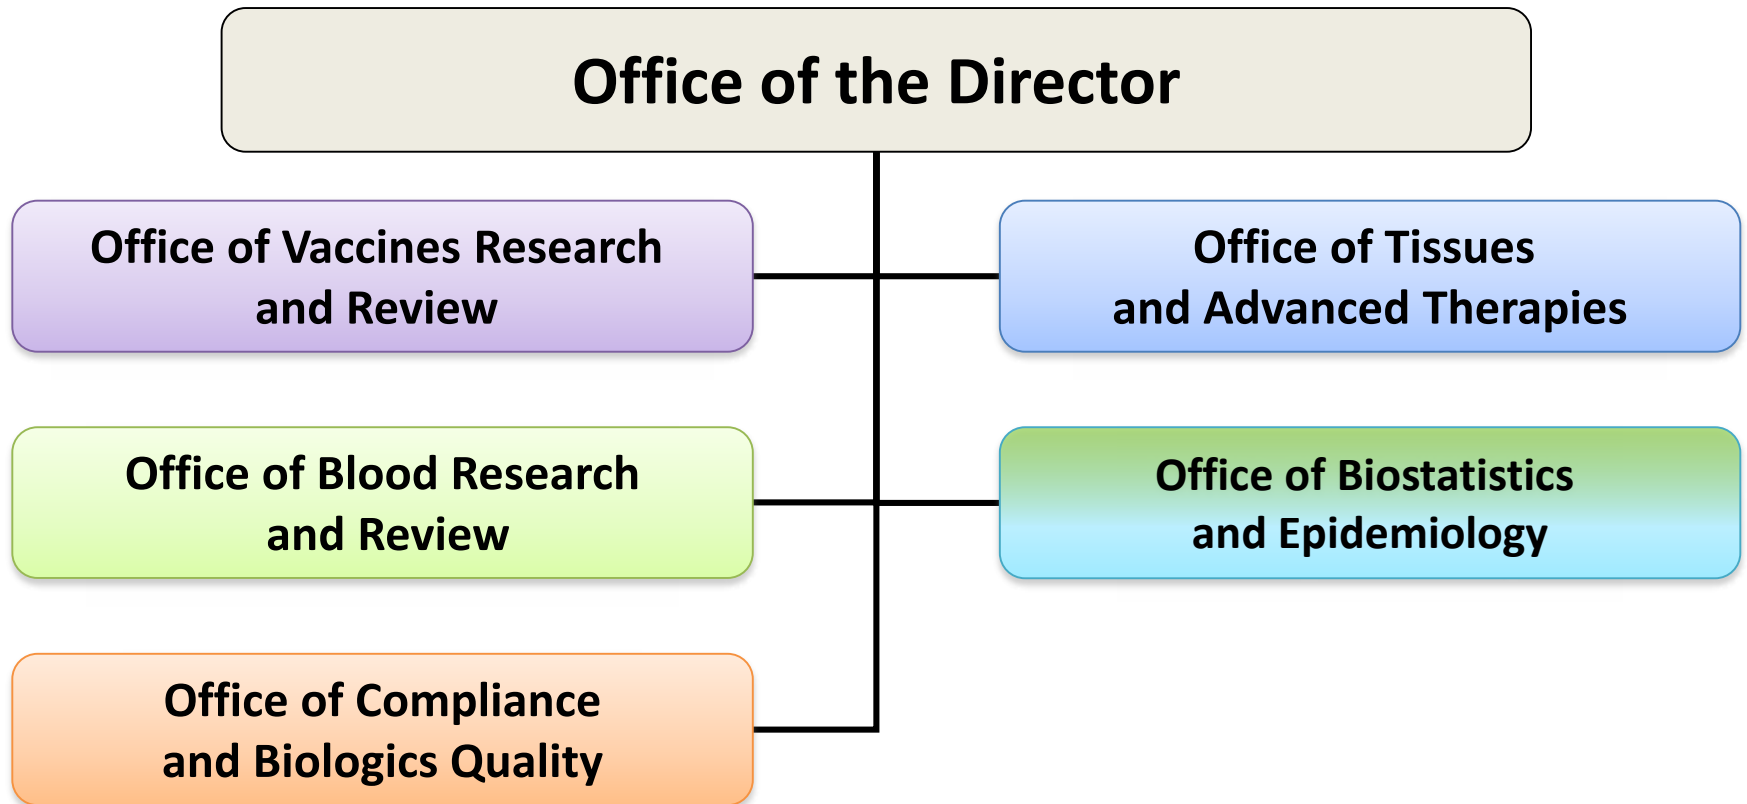 Office of the Director
Office of Vaccines Research
and Review
Office of Tissues
and Advanced Therapies
Office of Blood Research
and Review
Office of Biostatistics
and Epidemiology
Office of Compliance
and Biologics Quality